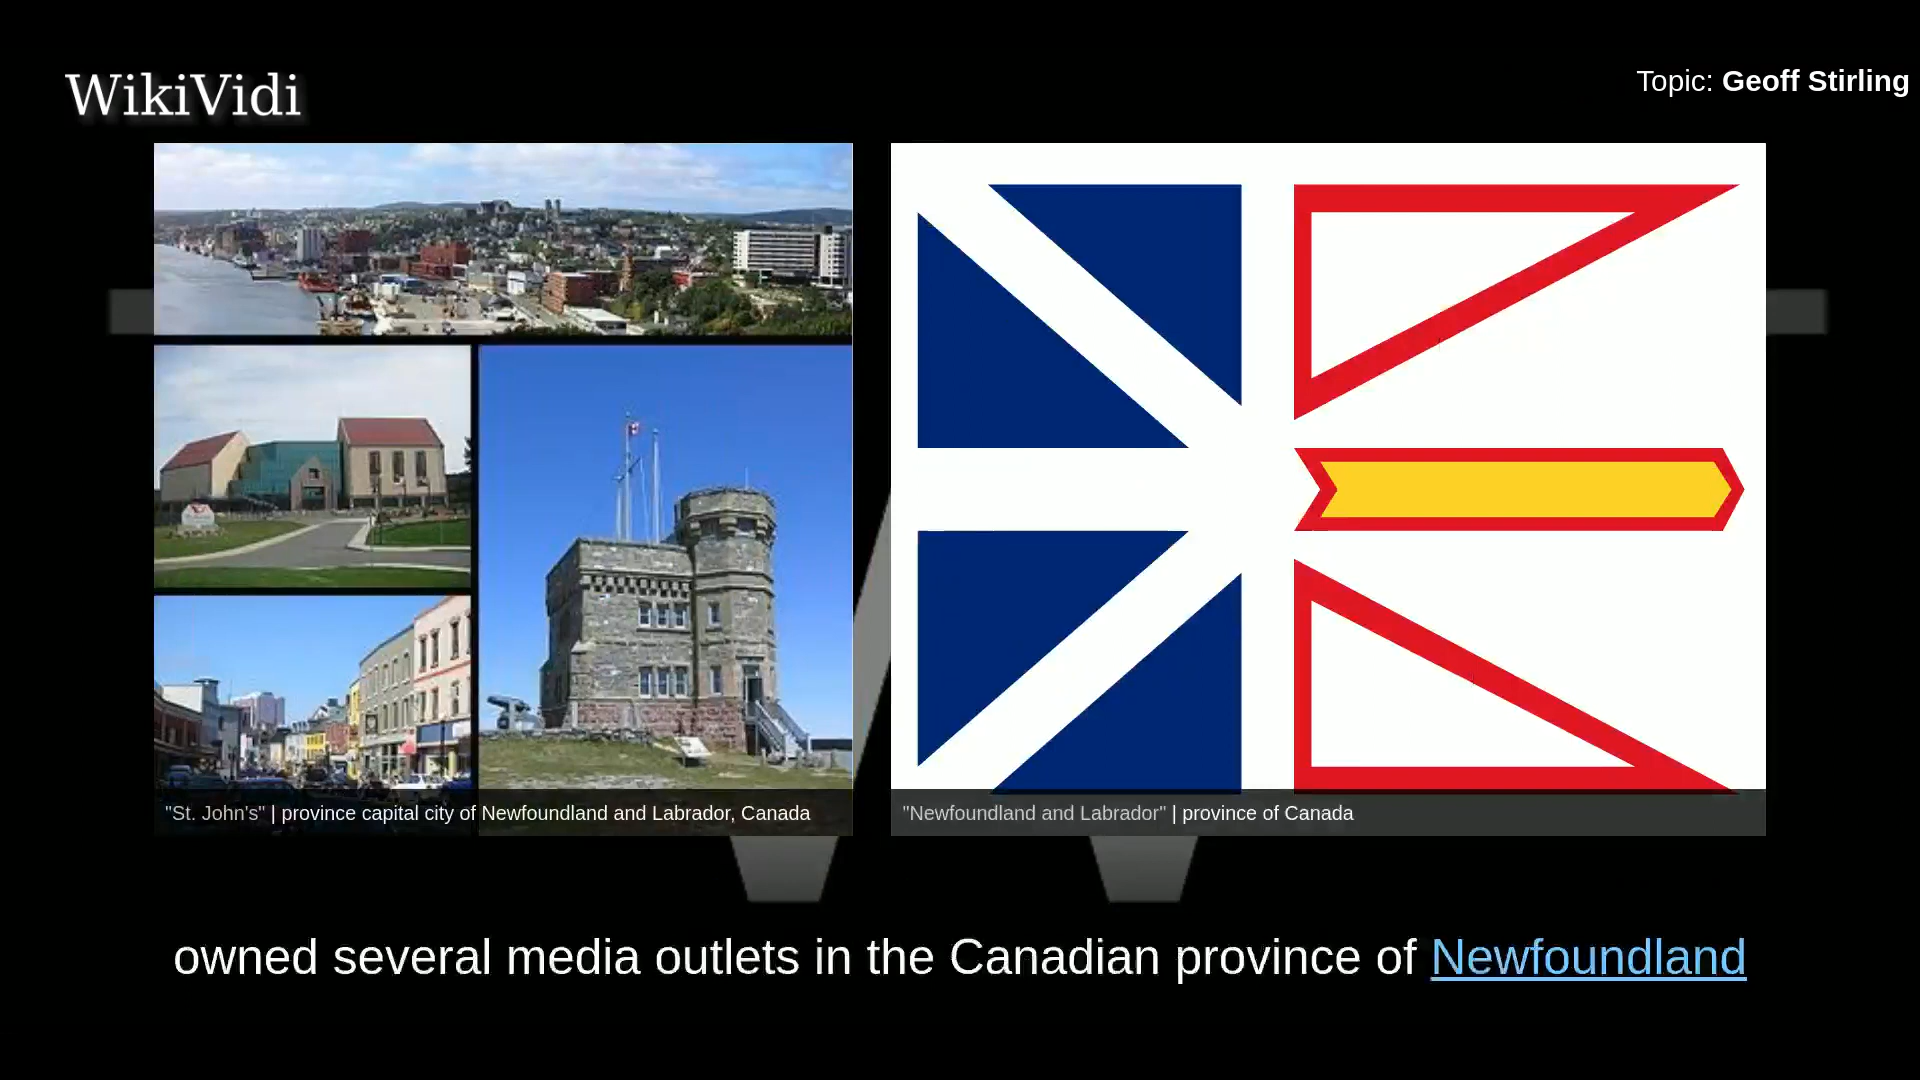 WikiVidi
Topic: Geoff Stirling
"St. John's" | province capital city of Newfoundland and Labrador, Canada
"Newfoundland and Labrador" | province of Canada
owned several media outlets in the Canadian province of Newfoundland